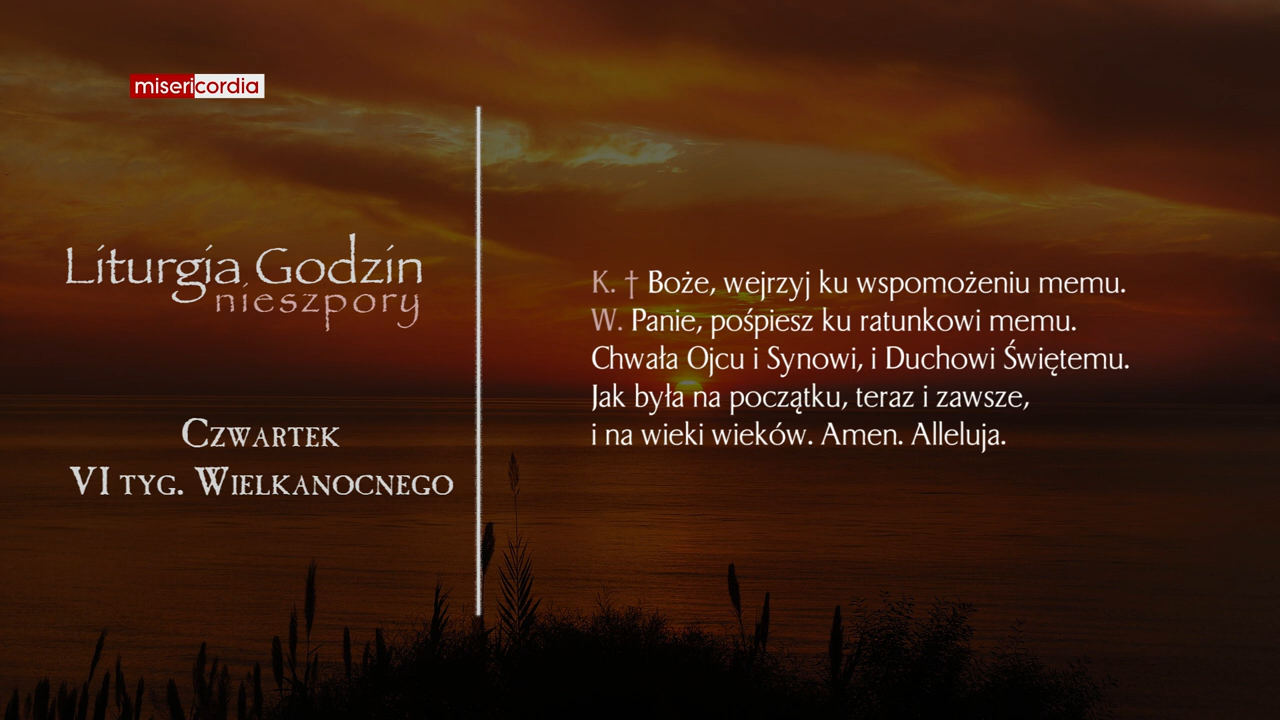 misericordia
Liturgia Godzin
nieszpory
Czwartek
VI tyg. Wielkanocnego
K. † Boże, wejrzyj ku wspomożeniu memu.
W. Panie, pośpiesz ku ratunkowi memu.
Chwała Ojcu i Synowi, i Duchowi Świętemu.
Jak była na początku, teraz i zawsze,
i na wieki wieków. Amen. Alleluja.